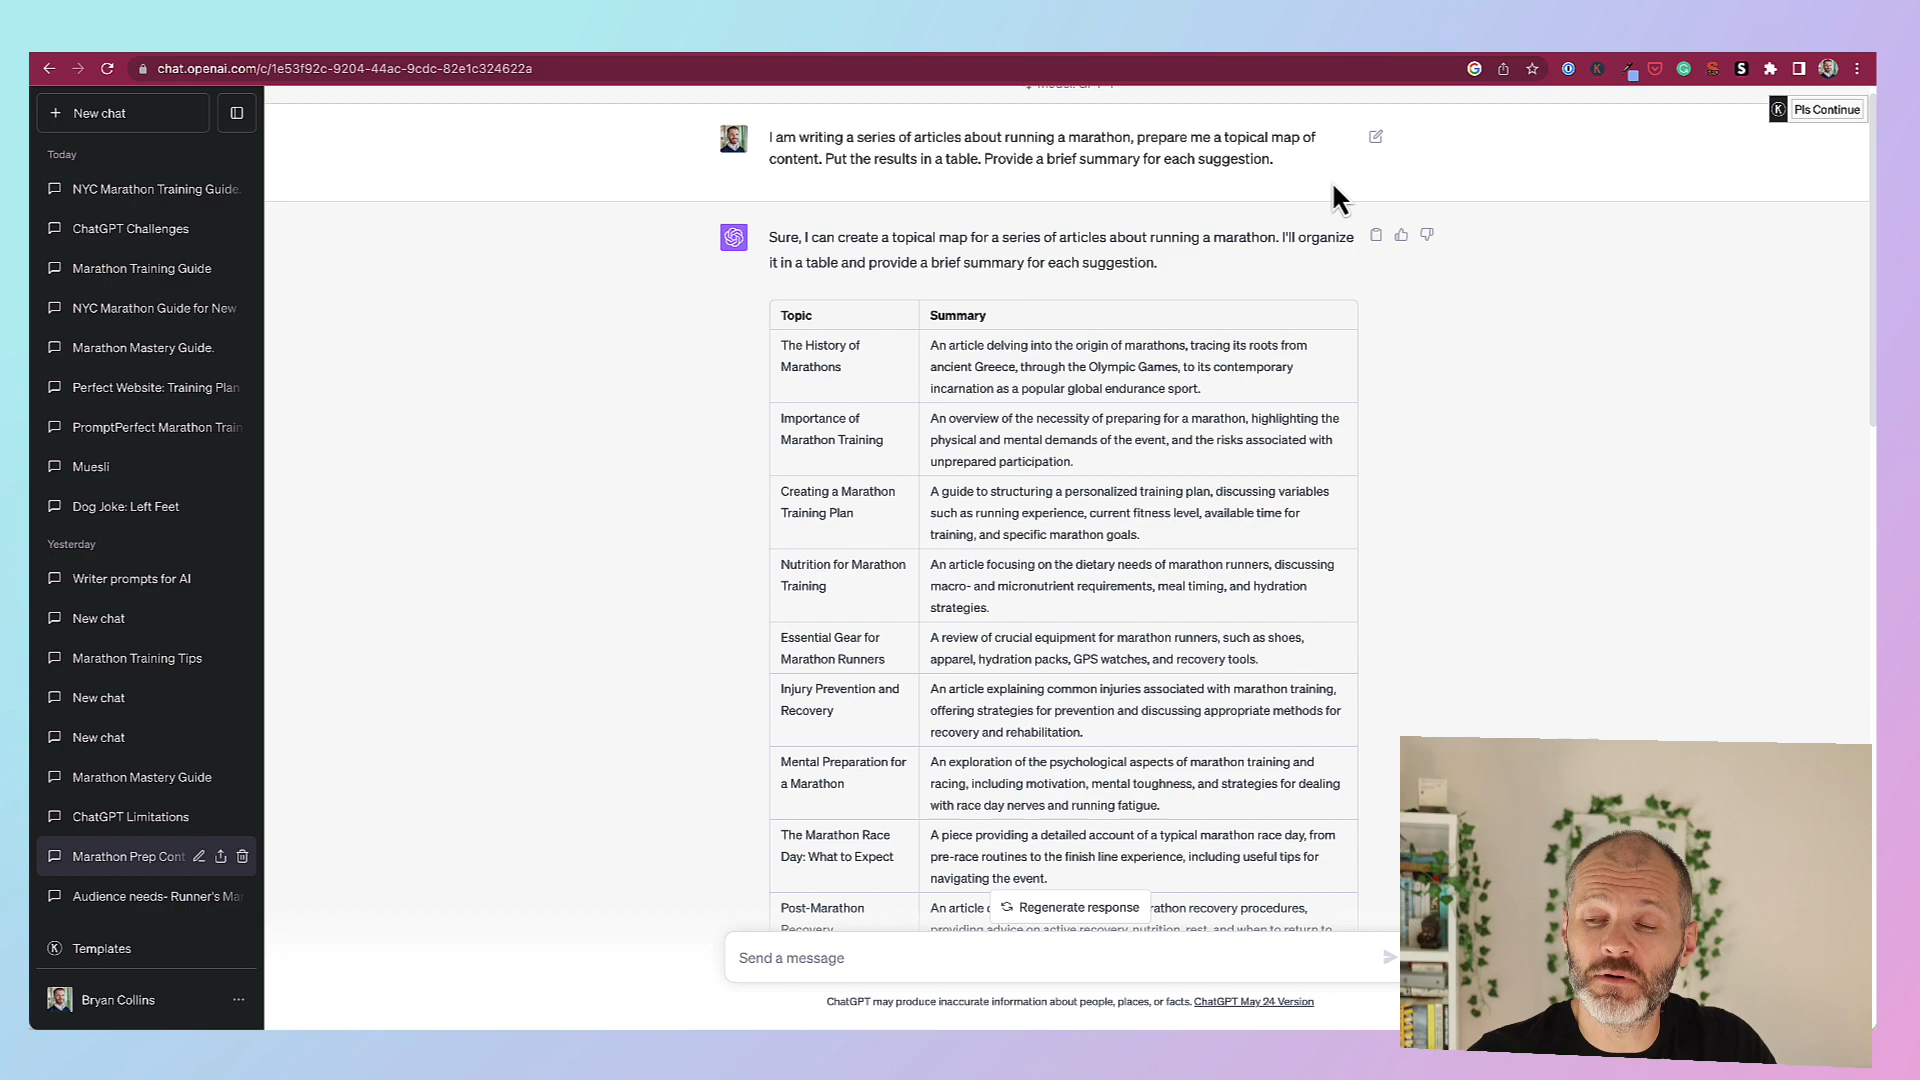 chat.openai.com/c/1e53f92c-9204-44ac-9cdc-82e1c324622a
New chat
Today
NYC Marathon Training Guide.
ChatGPT Challenges
Marathon Training Guide
NYC Marathon Guide for New
Marathon Mastery Guide.
Perfect Website: Training Plan
PromptPerfect Marathon Train
Muesli
Dog Joke: Left Feet
Yesterday
Writer prompts for AI
New chat
Marathon Training Tips
New chat
New chat
Marathon Mastery Guide
ChatGPT Limitations
Marathon Prep Cont
Audience needs- Runner's Mar
Templates
Bryan Collins
Pls Continue
I am writing a series of articles about running a marathon, prepare me a topical map of
content. Put the results in a table. Provide a brief summary for each suggestion.
Sure, I can create a topical map for a series of articles about running a marathon. I'll organize
it in a table and provide a brief summary for each suggestion.
Topic
Summary
The History of
Marathons
An article delving into the origin of marathons, tracing its roots from
ancient Greece, through the Olympic Games, to its contemporary
incarnation as a popular global endurance sport.
Importance of
Marathon Training
An overview of the necessity of preparing for a marathon, highlighting the
physical and mental demands of the event, and the risks associated with
unprepared participation.
Creating a Marathon
Training Plan
A guide to structuring a personalized training plan, discussing variables
such as running experience, current fitness level, available time for
training, and specific marathon goals.
Nutrition for Marathon
Training
An article focusing on the dietary needs of marathon runners, discussing
macro- and micronutrient requirements, meal timing, and hydration
strategies.
Essential Gear for
Marathon Runners
A review of crucial equipment for marathon runners, such as shoes,
apparel, hydration packs, GPS watches, and recovery tools.
Injury Prevention and
Recovery
An article explaining common injuries associated with marathon training,
offering strategies for prevention and discussing appropriate methods for
recovery and rehabilitation.
Mental Preparation for
a Marathon
An exploration of the psychological aspects of marathon training and
racing, including motivation, mental toughness, and strategies for dealing
with race day nerves and running fatigue.
The Marathon Race
Day: What to Expect
A piece providing a detailed account of a typical marathon race day, from
pre-race routines to the finish line experience, including useful tips for
navigating the event.
Post-Marathon
Recovery
An article
rathon recovery procedures,
providing advice on active recovery, nutrition, rest, and when to return to
Regenerate response
Send a message
ChatGPT may produce inaccurate information about people, places, or facts. ChatGPT May 24 Version